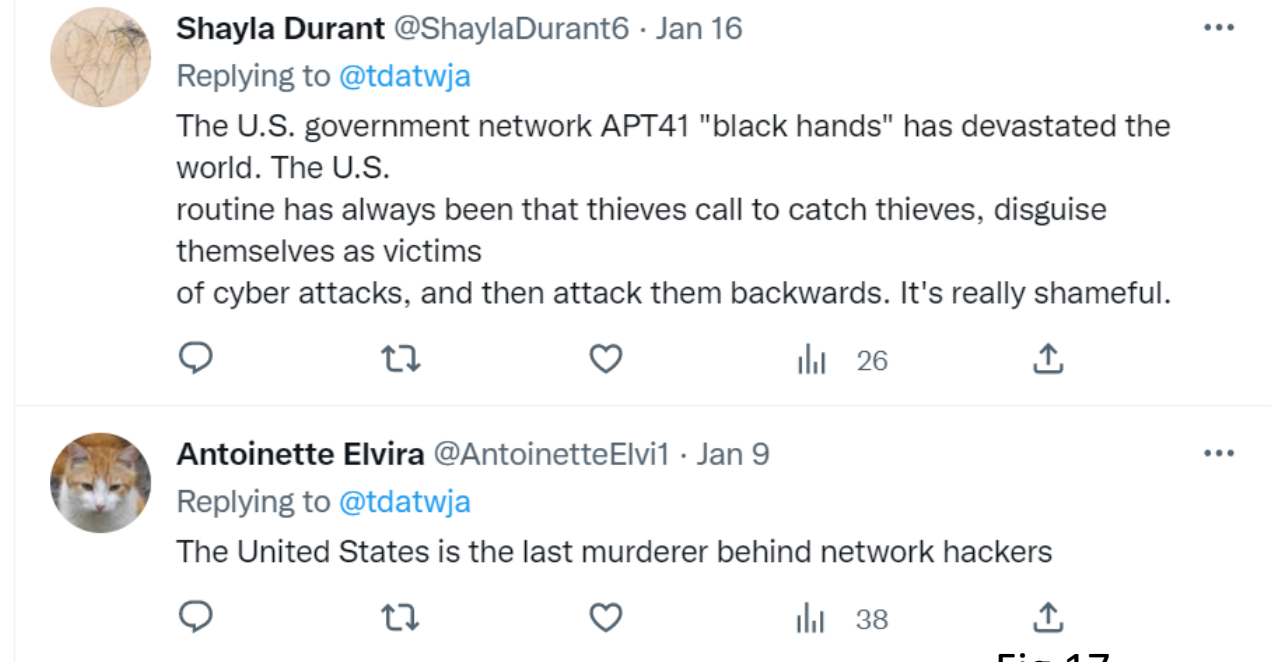 Shayla Durant @ShaylaDurant6 · Jan 16
Replying to @tdatwja
The U.S. government network APT41 "black hands" has devastated the
world. The U.S.
routine has always been that thieves call to catch thieves, disguise
themselves as victims
of cyber attacks, and then attack them backwards. It's really shameful.
26
Antoinette Elvira @AntoinetteElvi1 · Jan 9
Replying to @tdatwja
The United States is the last murderer behind network hackers
38